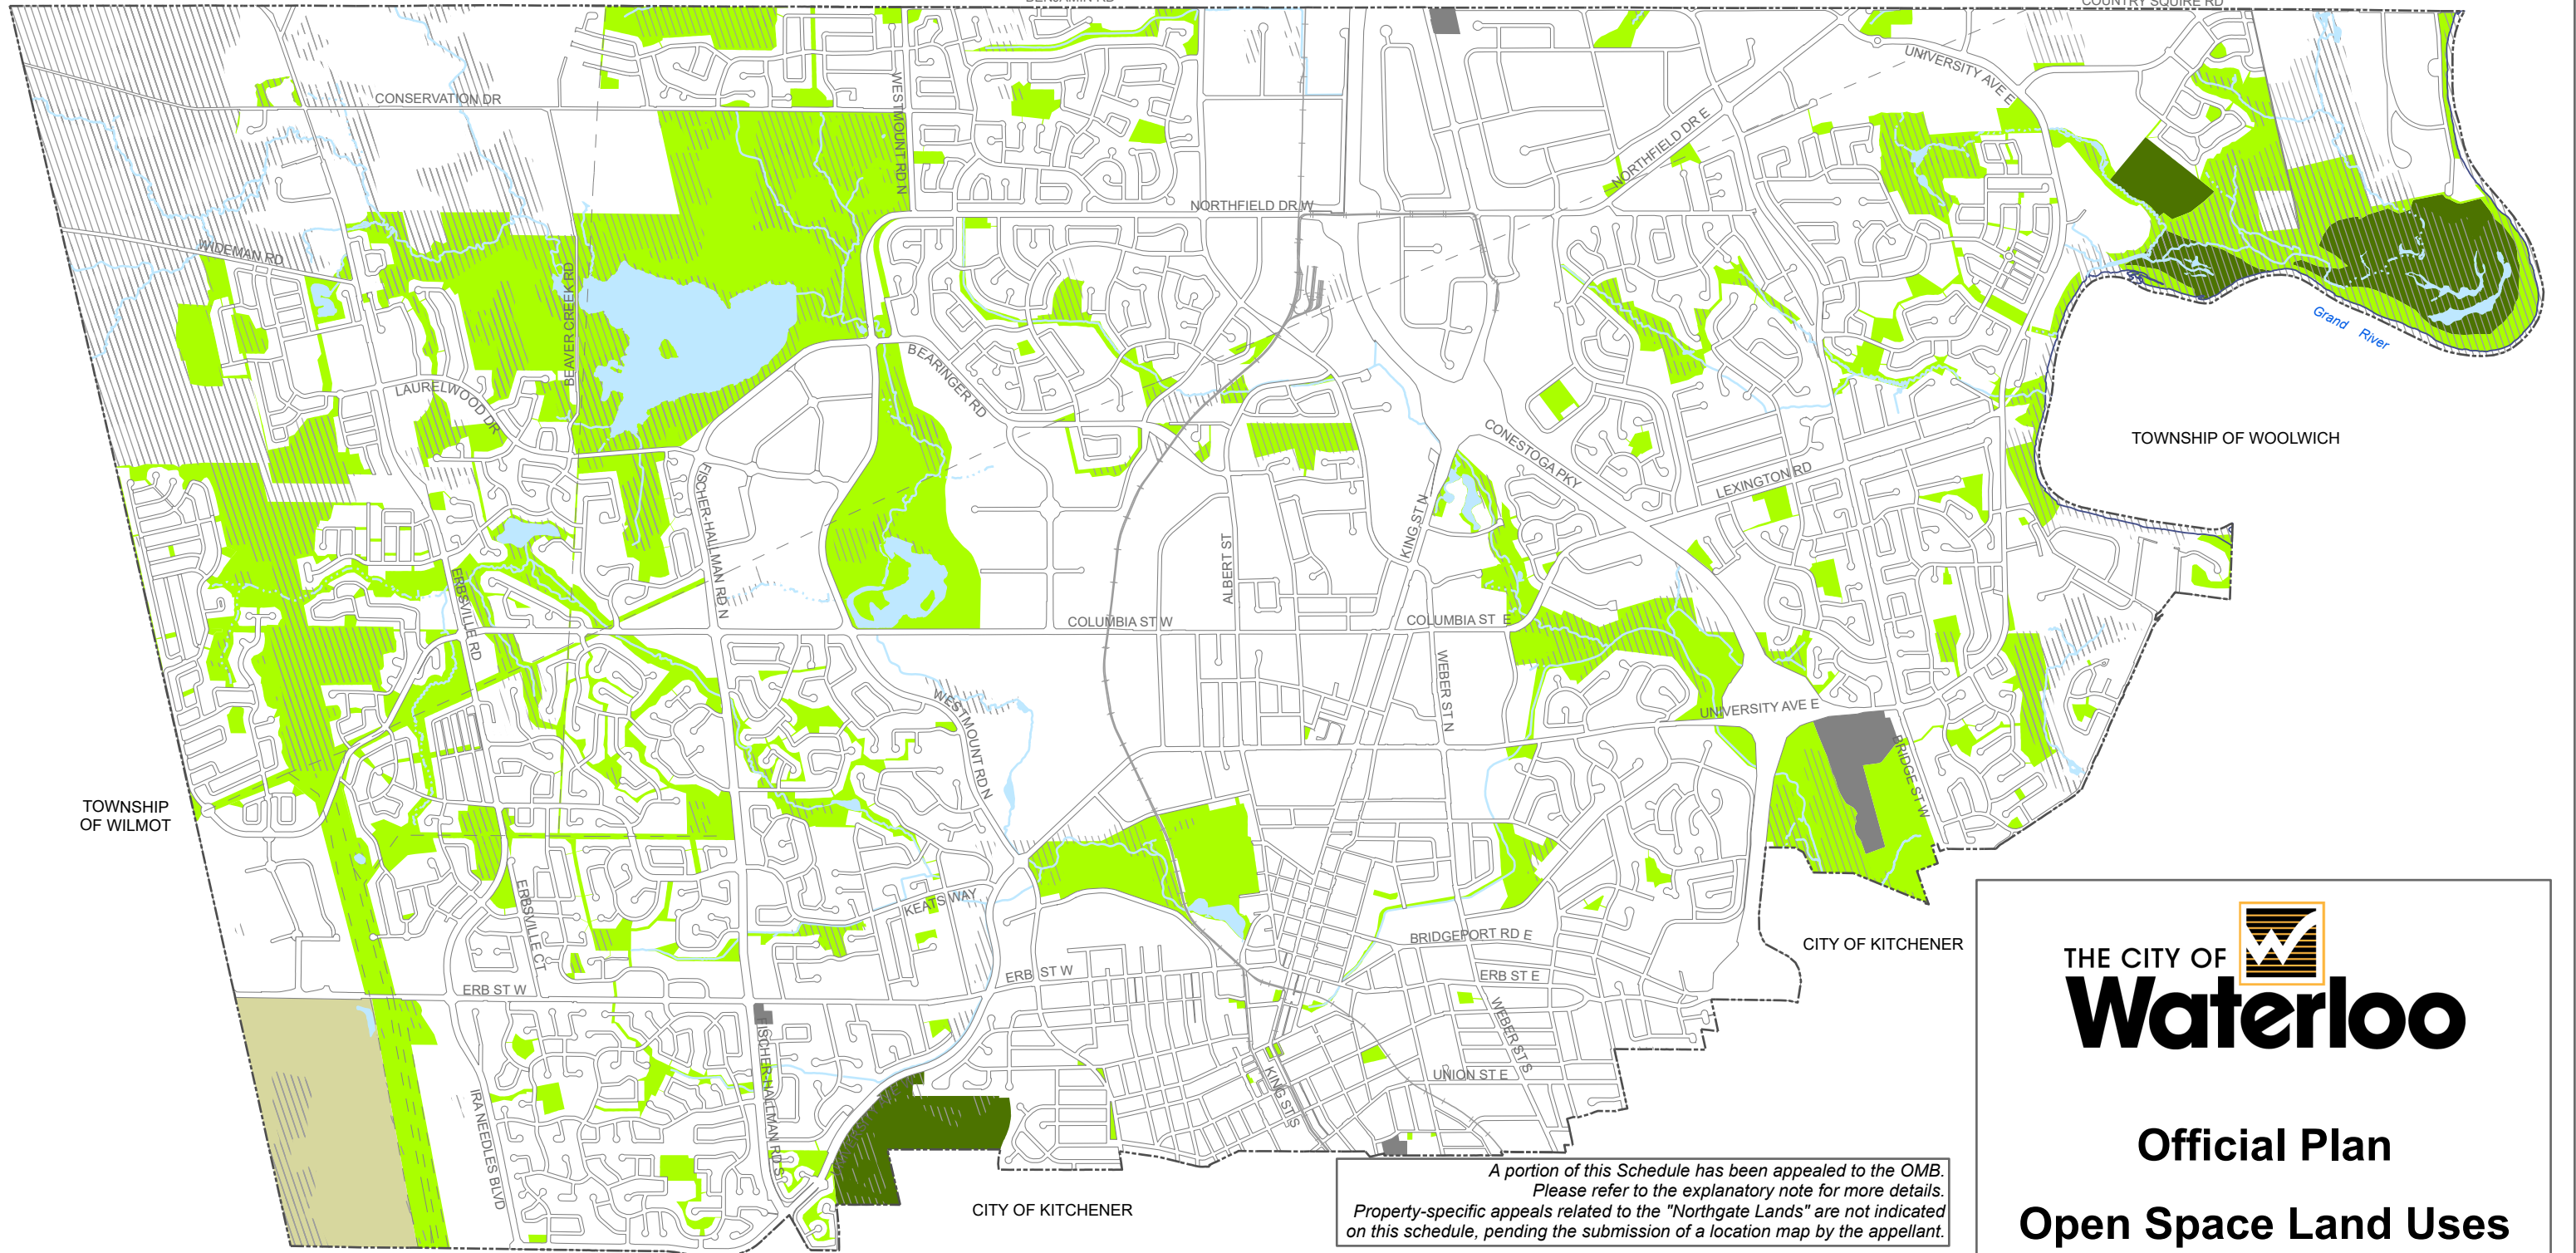 BENJAMIN RD
COUNTRY SQUIRE RD
UNIVERSITY AVE E
CONSERVATION DR
WESTMOUNT RD N
NORTHFIELD DR E
NORTHFIELD DR W
WIDEMAN RD
BEAVER CREEK RD
Grand River
BEARINGER RD
LAURELWOOD DR
TOWNSHIP OF WOOLWICH
CONESTOGA PKY
LEXINGTON RD
FISCHER-HALLMAN RD N
KING ST N
ALBERT ST
ERBSVILLE RD
COLUMBIA ST W
COLUMBIA ST E
WEBER ST N
WESTMOUNT RD N
UNIVERSITY AVE E
BRIDGE ST W
TOWNSHIP
OF WILMOT
ERBSVILLE CT
KEATS WAY
BRIDGEPORT RD E
CITY OF KITCHENER
ERB ST W
ERB ST E
ERB ST W
WEBER ST S
FISCHER-HALLMAN RD S
UNION ST E
KING ST S
IRA NEEDLES BLVD
CITY OF KITCHENER
A portion of this Schedule has been appealed to the OMB.
Please refer to the explanatory note for more details.
Property-specific appeals related to the "Northgate Lands" are not indicated
on this schedule, pending the submission of a location map by the appellant.
THE CITY OF
Waterloo
Official Plan
Open Space Land Uses